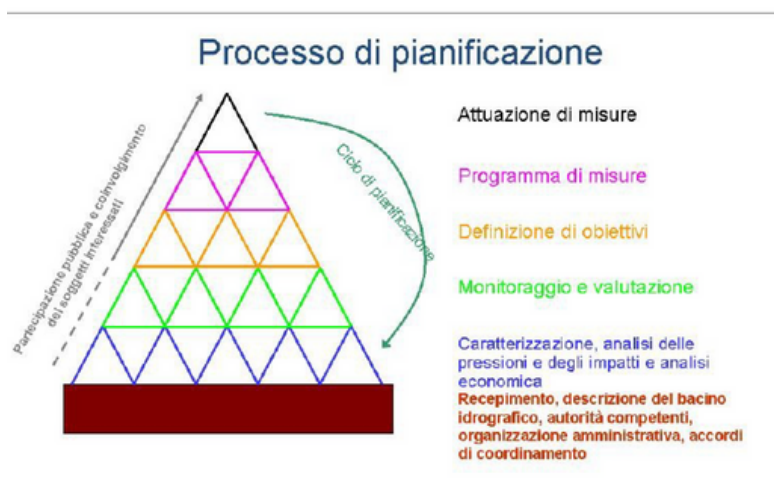 Processo di pianificazione
Partecipazione pubblica e coinvolgimento
dei soggetti interessati
Ciclo di pianificazione
Attuazione di misure
Programma di misure
Definizione di obiettivi
Monitoraggio e valutazione
Caratterizzazione, analisi delle
pressioni e degli impatti e analisi
economica
Recepimento, descrizione del bacino
idrografico, autorità competenti,
organizzazione amministrativa, accordi
di coordinamento